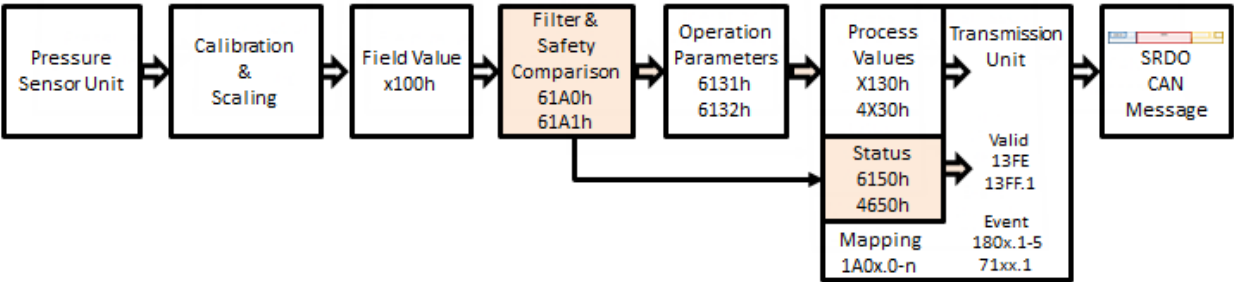 Pressure
Sensor Unit
Calibration
&
Scaling
Field Value
x100h
Filter &
Safety
Comparison
61A0h
61A1h
Operation
Parameters
6131h
6132h
Process
Values
X130h
4X30h
Status
6150h
4650h
Mapping
1A0x.0-n
Transmission
Unit
Valid
13FE
13FF.1
Event
180x.1-5
71xx.1
SRDO
CAN
Message